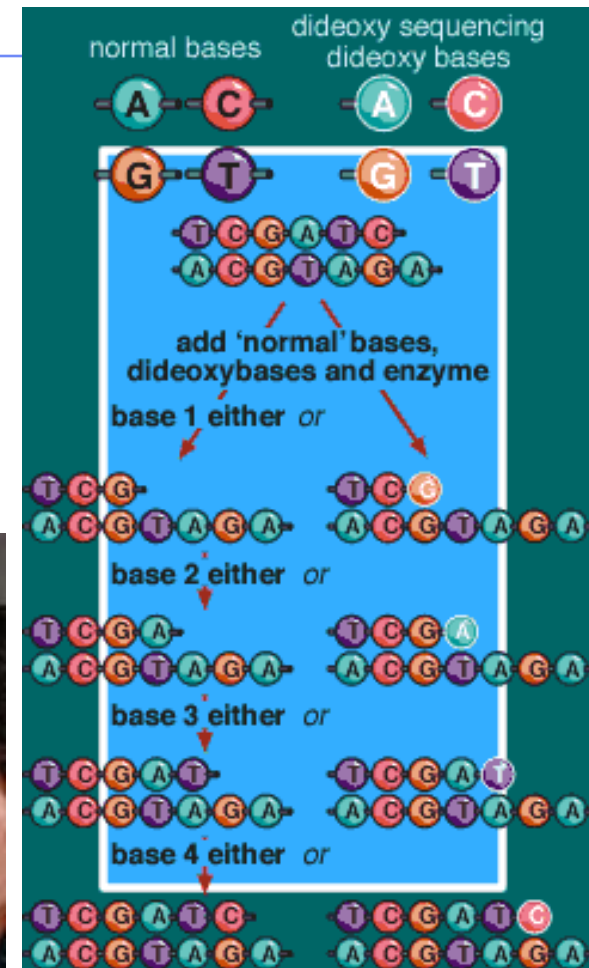 dideoxy sequencing
normal bases dideoxy bases
A C A C
G T G T
T C G A T C
A C G T A G A
add 'normal' bases,
dideoxybases and enzyme
base 1 either or
T C G T C G
A C G T A G A A C G T A G A
base 2 either or
T C G A T C G A
A C G T A G A A C G T A G A
base 3 either or
T C G A T T C G A T
A C G T A G A A C G T A G A
base 4 either or
T C G A T C T C G A T C
A C G T A G A A C G T A G A